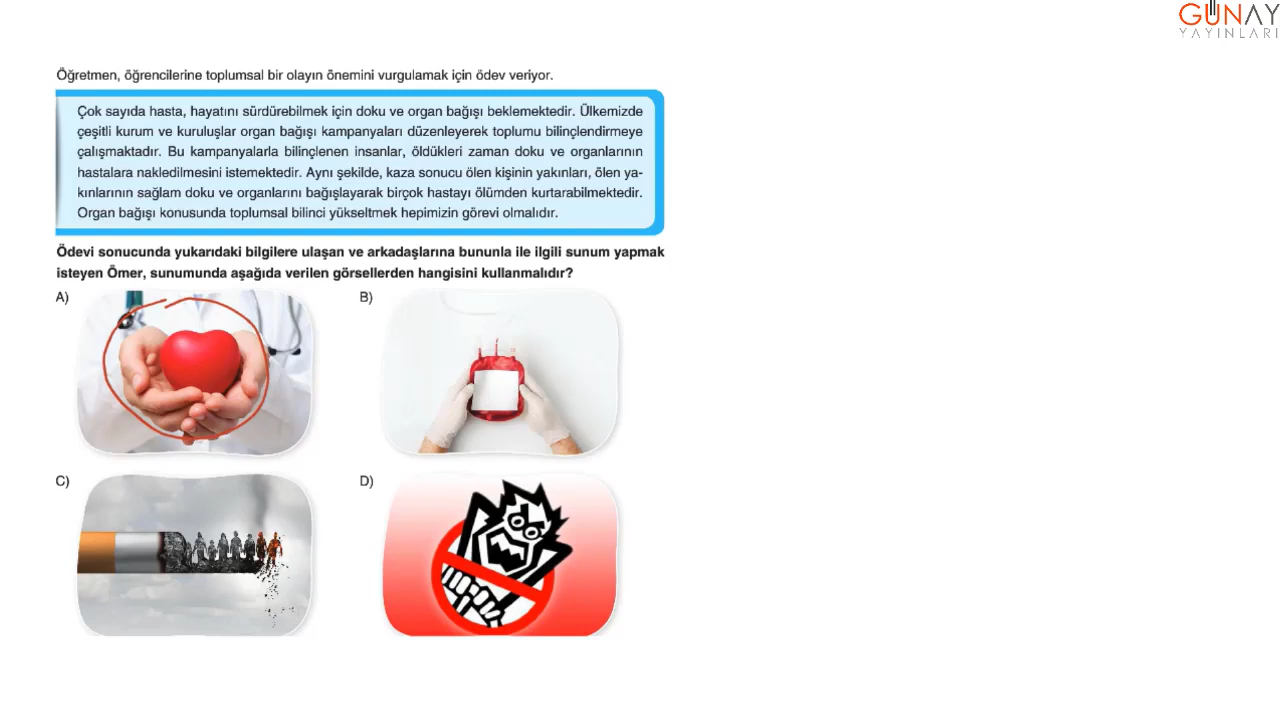 GÜNAY
YAYINLARI
Öğretmen, öğrencilerine toplumsal bir olayın önemini vurgulamak için ödev veriyor.
Çok sayıda hasta, hayatını sürdürebilmek için doku ve organ bağışı beklemektedir. Ülkemizde
çeşitli kurum ve kuruluşlar organ bağışı kampanyaları düzenleyerek toplumu bilinçlendirmeye
çalışmaktadır. Bu kampanyalarla bilinçlenen insanlar, öldükleri zaman doku ve organlarının
hastalara nakledilmesini istemektedir. Aynı şekilde, kaza sonucu ölen kişinin yakınları, ölen ya-
kınlarının sağlam doku ve organlarını bağışlayarak birçok hastayı ölümden kurtarabilmektedir.
Organ bağışı konusunda toplumsal bilinci yükseltmek hepimizin görevi olmalıdır.
Ödevi sonucunda yukarıdaki bilgilere ulaşan ve arkadaşlarına bununla ile ilgili sunum yapmak
isteyen Ömer, sunumunda aşağıda verilen görsellerden hangisini kullanmalıdır?
A)
B)
C)
D)